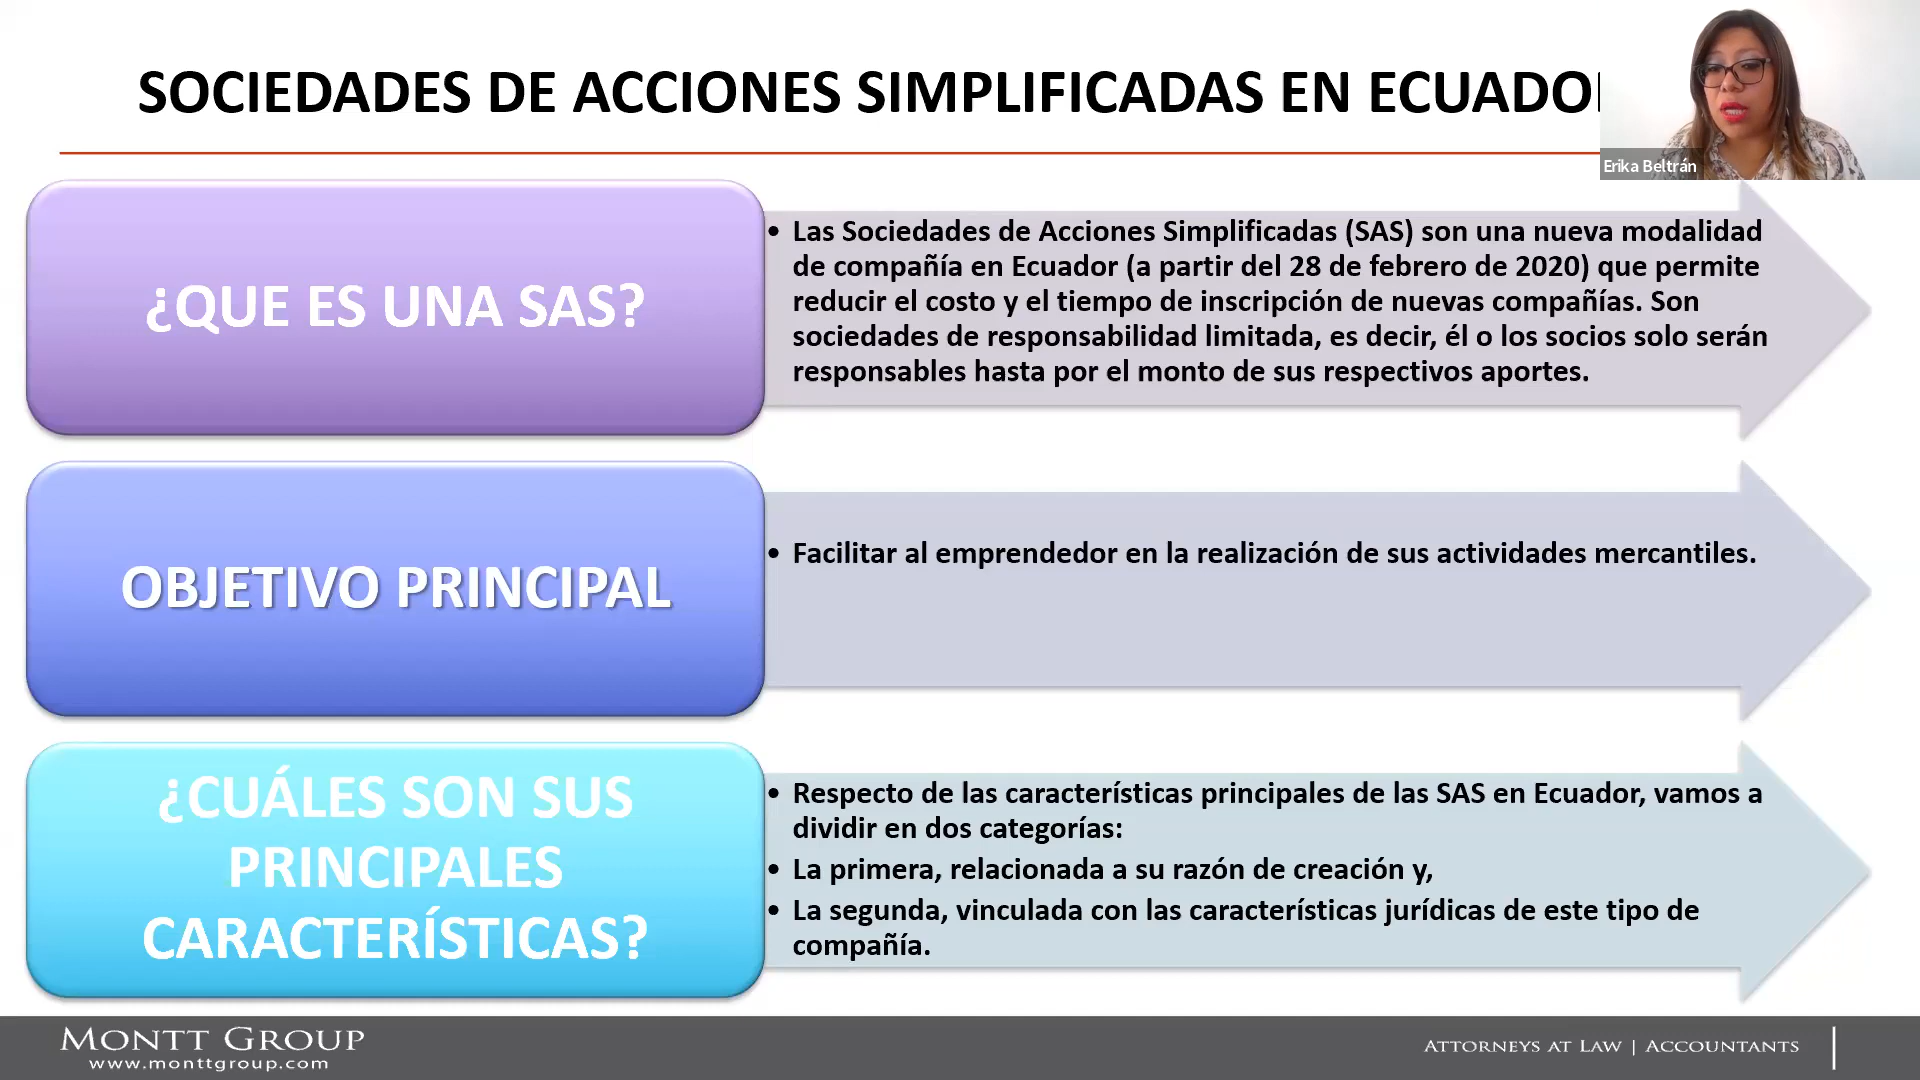 SOCIEDADES DE ACCIONES SIMPLIFICADAS EN ECUADO
Erika Beltrán
¿QUE ES UNA SAS?
• Las Sociedades de Acciones Simplificadas (SAS) son una nueva modalidad
de compañía en Ecuador (a partir del 28 de febrero de 2020) que permite
reducir el costo y el tiempo de inscripción de nuevas compañías. Son
sociedades de responsabilidad limitada, es decir, él o los socios solo serán
responsables hasta por el monto de sus respectivos aportes.
OBJETIVO PRINCIPAL
• Facilitar al emprendedor en la realización de sus actividades mercantiles.
¿CUÁLES SON SUS
PRINCIPALES
CARACTERÍSTICAS?
• Respecto de las características principales de las SAS en Ecuador, vamos a
dividir en dos categorías:
• La primera, relacionada a su razón de creación y,
• La segunda, vinculada con las características jurídicas de este tipo de
compañía.
MONTT GROUP
www.monttgroup.com
ATTORNEYS AT LAW | ACCOUNTANTS